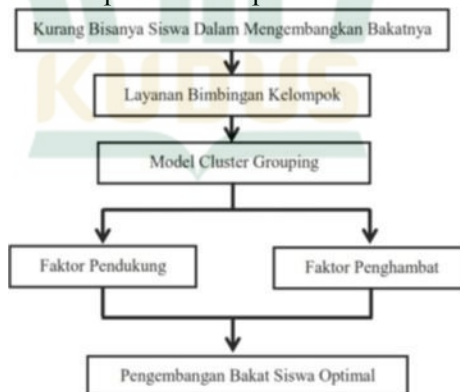 Kurang Bisanya Siswa Dalam Mengembangkan Bakatnya
KUDUS
Layanan Bimbingan Kelompok
Model Cluster Grouping
Faktor Pendukung
Faktor Penghambat
Pengembangan Bakat Siswa Optimal